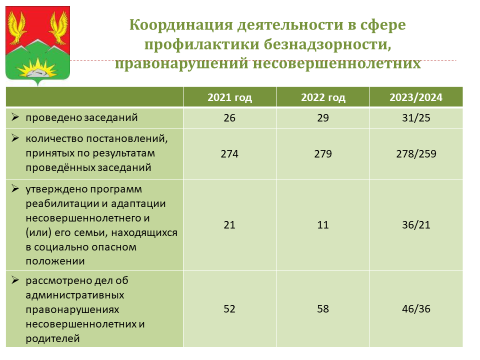 Координация деятельности в сфере
профилактики безнадзорности,
правонарушений несовершеннолетних
2021 год 2022 год 2023/2024
➢ проведено заседаний 26 29 31/25
➢ количество постановлений,
принятых по результатам
проведённых заседаний
274 279 278/259
➢ утверждено программ
реабилитации и адаптации
несовершеннолетнего и
(или) его семьи, находящихся
в социально опасном
положении
21 11 36/21
➢ рассмотрено дел об
административных
правонарушениях
несовершеннолетних и
родителей
52 58 46/36